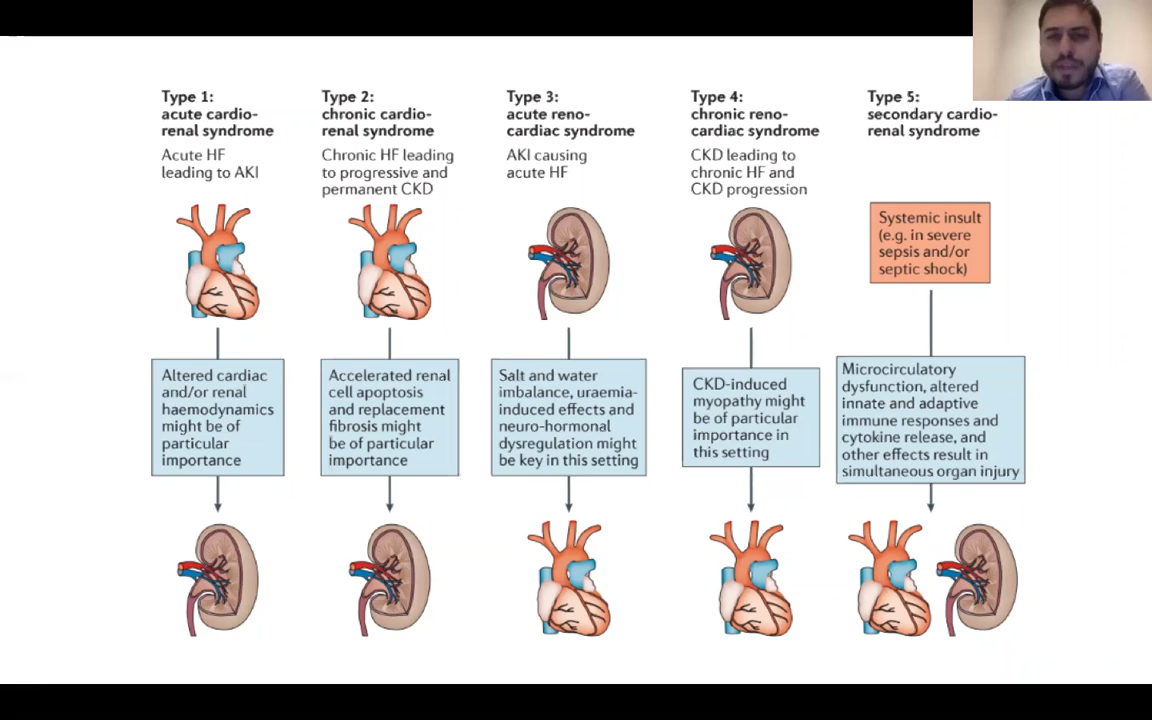 Type 1:
acute cardio-
renal syndrome
Acute HF
leading to AKI
Altered cardiac
and/or renal
haemodynamics
might be of
particular
importance
Type 2:
chronic cardio-
renal syndrome
Chronic HF leading
to progressive and
permanent CKD
Accelerated renal
cell apoptosis
and replacement
fibrosis might
be of particular
importance
Type 3:
acute reno-
cardiac syndrome
AKI causing
acute HF
Salt and water
imbalance, uraemia-
induced effects and
neuro-hormonal
dysregulation might
be key in this setting
Type 4:
chronic reno-
cardiac syndrome
CKD leading to
chronic HF and
CKD progression
CKD-induced
myopathy might
be of particular
importance in
this setting
Type 5:
secondary cardio-
renal syndrome
Systemic insult
(e.g. in severe
sepsis and/or
septic shock)
Microcirculatory
dysfunction, altered
innate and adaptive
immune responses and
cytokine release, and
other effects result in
simultaneous organ injury